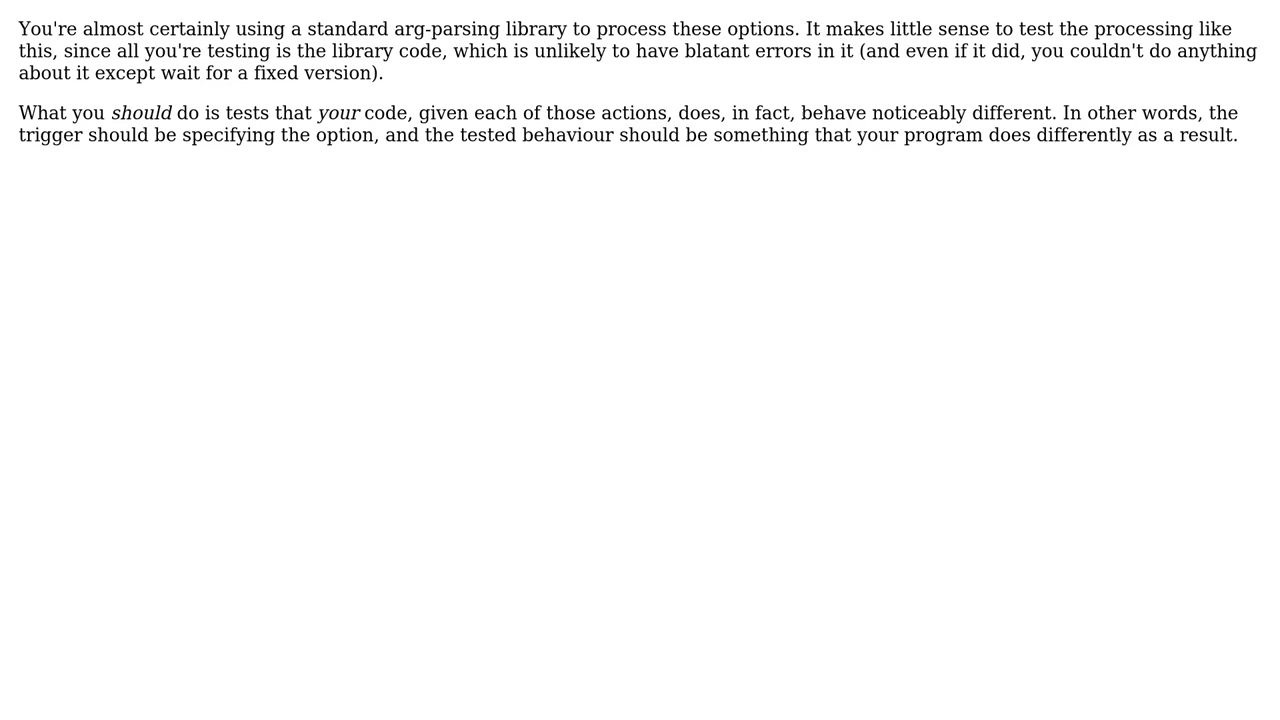 You're almost certainly using a standard arg-parsing library to process these options. It makes little sense to test the processing like
this, since all you're testing is the library code, which is unlikely to have blatant errors in it (and even if it did, you couldn't do anything
about it except wait for a fixed version).
What you should do is tests that your code, given each of those actions, does, in fact, behave noticeably different. In other words, the
trigger should be specifying the option, and the tested behaviour should be something that your program does differently as a result.